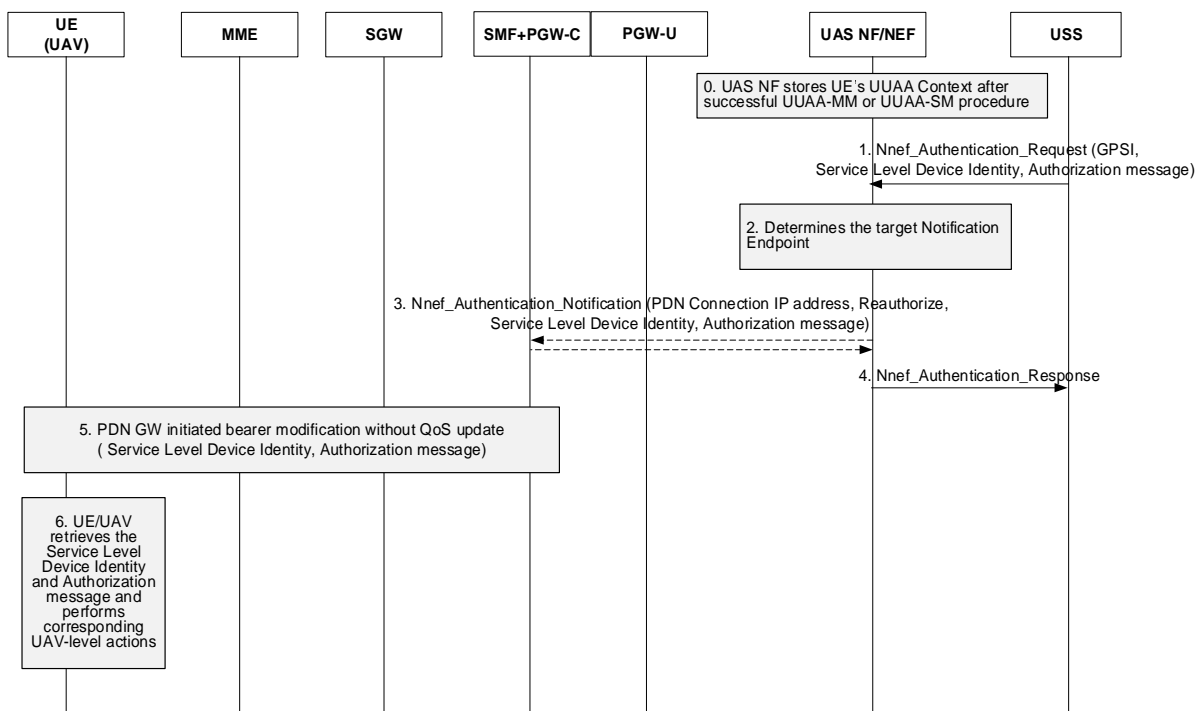 UE
(UAV)
MME
SGW
SMF+PGW-C
PGW-U
UAS NF/NEF
USS
0. UAS NF stores UE's UUAA Context after
successful UUAA-MM or UUAA-SM procedure
1. Nnef_Authentication_Request (GPSI,
Service Level Device Identity, Authorization message)
2. Determines the target Notification
Endpoint
3. Nnef_Authentication_Notification (PDN Connection IP address, Reauthorize,
Service Level Device Identity, Authorization message)
4. Nnef_Authentication_Response
5. PDN GW initiated bearer modification without QoS update
( Service Level Device Identity, Authorization message)
6. UE/UAV
retrieves the
Service Level
Device Identity
and Authorization
message and
performs
corresponding
UAV-level actions